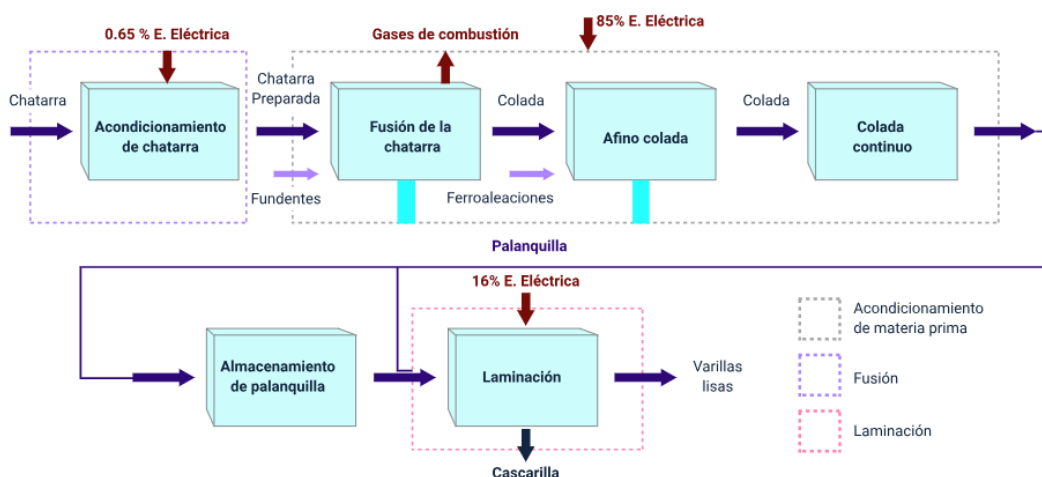 0.65 % E. Eléctrica
Gases de combustión
85% E. Eléctrica
Chatarra
Acondicionamiento
de chatarra
Chatarra
Preparada
Fundentes
Fusión de la
chatarra
Colada
Ferroaleaciones
Afino colada
Colada
Colada
continuo
Palanquilla
16% E. Eléctrica
Almacenamiento
de palanquilla
Laminación
Varillas
lisas
Cascarilla
Acondicionamiento
de materia prima
Fusión
Laminación